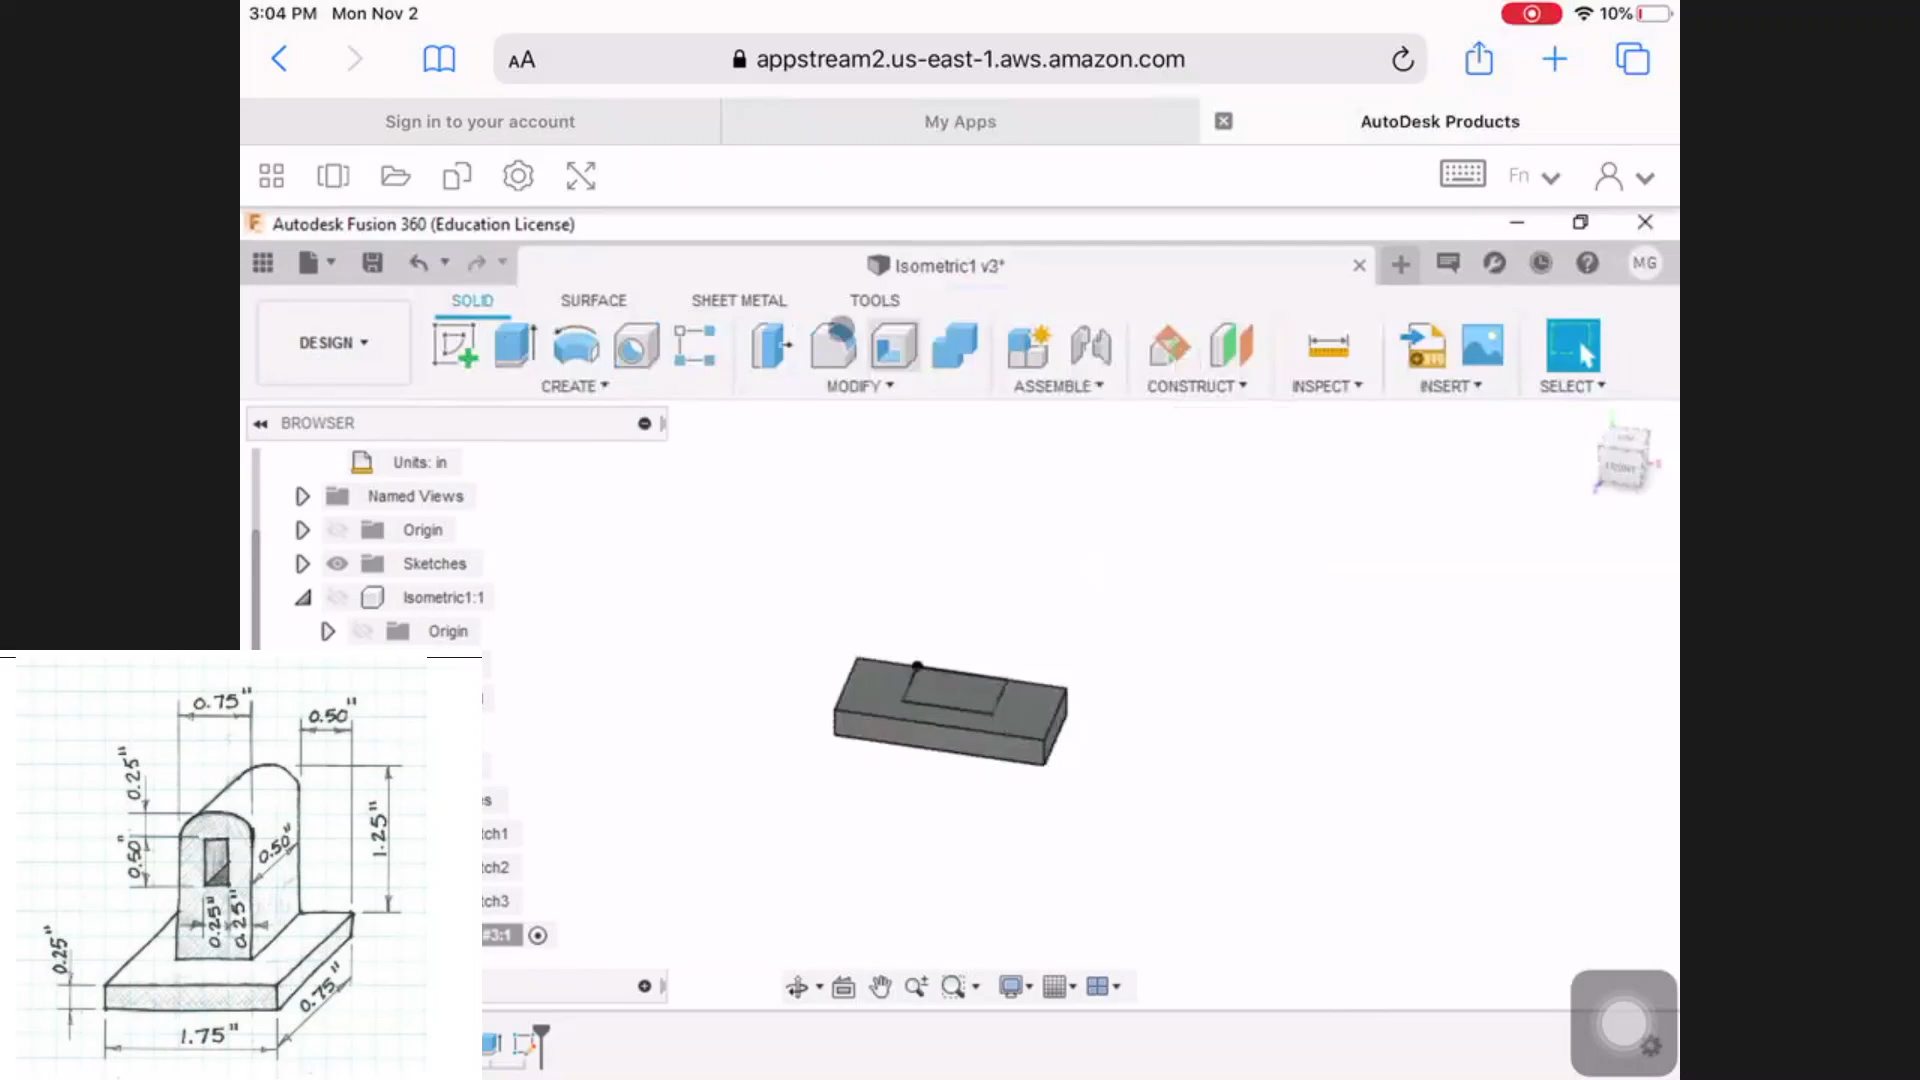 3:04 PM Mon Nov 2
10%
AA
appstream2.us-east-1.aws.amazon.com
Sign in to your account
My Apps
AutoDesk Products
Fn
F Autodesk Fusion 360 (Education License)
Isometric1 v3*
MG
DESIGN
SOLID
SURFACE
SHEET METAL
TOOLS
CREATE
MODIFY
ASSEMBLE
CONSTRUCT
INSPECT
INSERT
SELECT
BROWSER
FRONT
Units: in
Named Views
Origin
Sketches
Isometric1:1
Origin
s
tch1
tch2
tch3
#3:1
0.75"
0.50"
0.25"
0.50"
0.50"
1.25"
0.25"
0.25"
0.25"
0.75"
1.75"